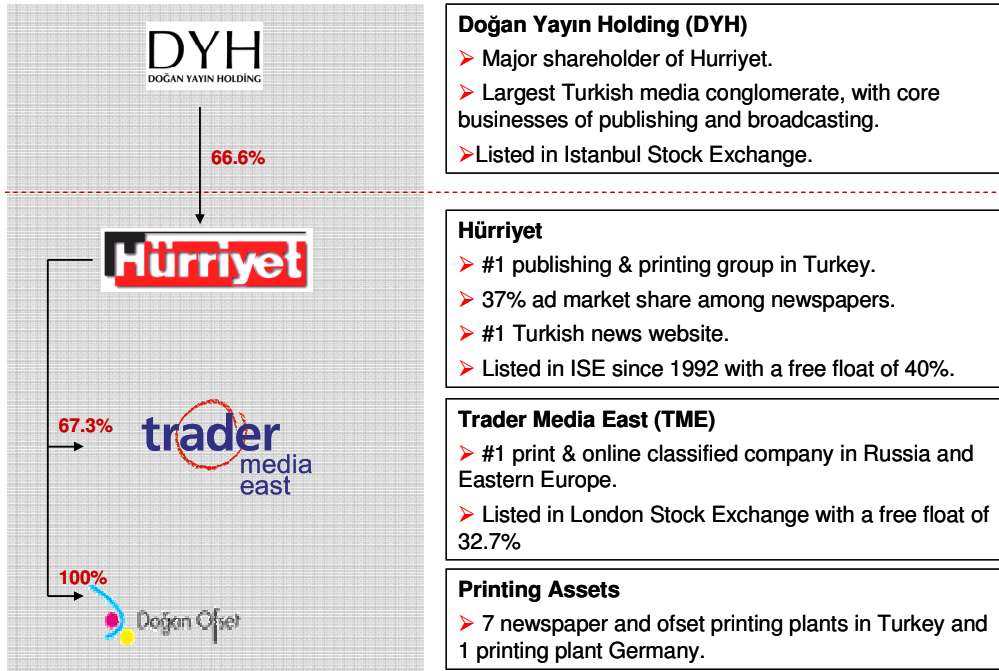 DYH
DOĞAN YAYIN HOLDİNG
66.6%
Hürriyet
67.3%
trader
media
east
100%
Doğan Ofset
Doğan Yayın Holding (DYH)
➢ Major shareholder of Hurriyet.
➢ Largest Turkish media conglomerate, with core
businesses of publishing and broadcasting.
➢Listed in Istanbul Stock Exchange.
Hürriyet
➢ #1 publishing & printing group in Turkey.
➢ 37% ad market share among newspapers.
➢ #1 Turkish news website.
➢ Listed in ISE since 1992 with a free float of 40%.
Trader Media East (TME)
➢ #1 print & online classified company in Russia and
Eastern Europe.
➢ Listed in London Stock Exchange with a free float of
32.7%
Printing Assets
➢ 7 newspaper and ofset printing plants in Turkey and
1 printing plant Germany.